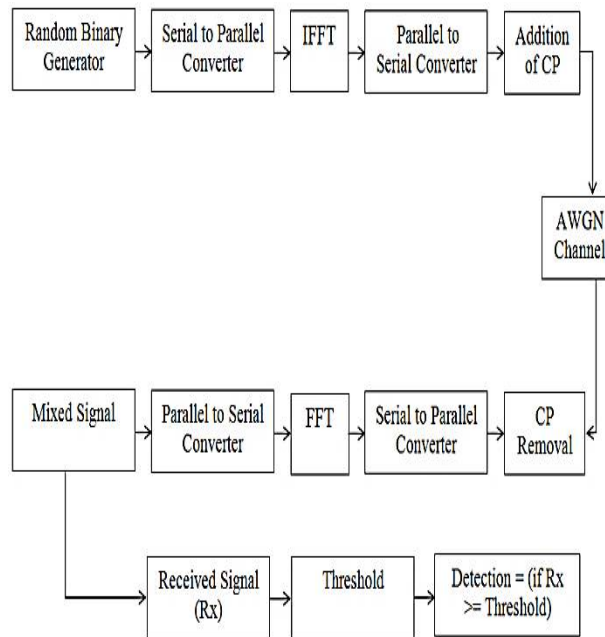 Random Binary
Generator
Serial to Parallel
Converter
IFFT
Parallel to
Serial Converter
Addition
of CP
AWGN
Channel
Mixed Signal
Parallel to Serial
Converter
FFT
Serial to Parallel
Converter
CP
Removal
Received Signal
(Rx)
Threshold
Detection = (if Rx
>= Threshold)